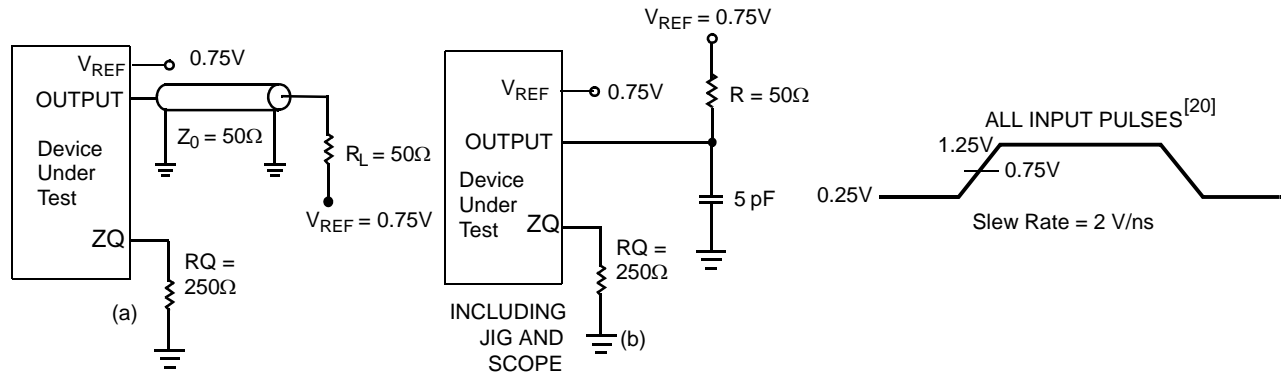 V_REF 0.75V
OUTPUT
Z_0 = 50Ω
Device
Under
Test
R_L = 50Ω
V_REF = 0.75V
ZQ
RQ =
250Ω
(a)
V_REF = 0.75V
R = 50Ω
V_REF
0.75V
OUTPUT
Device
Under
Test
5 pF
ZQ
RQ =
250Ω
INCLUDING
JIG AND
SCOPE
(b)
ALL INPUT PULSES[20]
1.25V
0.75V
0.25V
Slew Rate = 2 V/ns